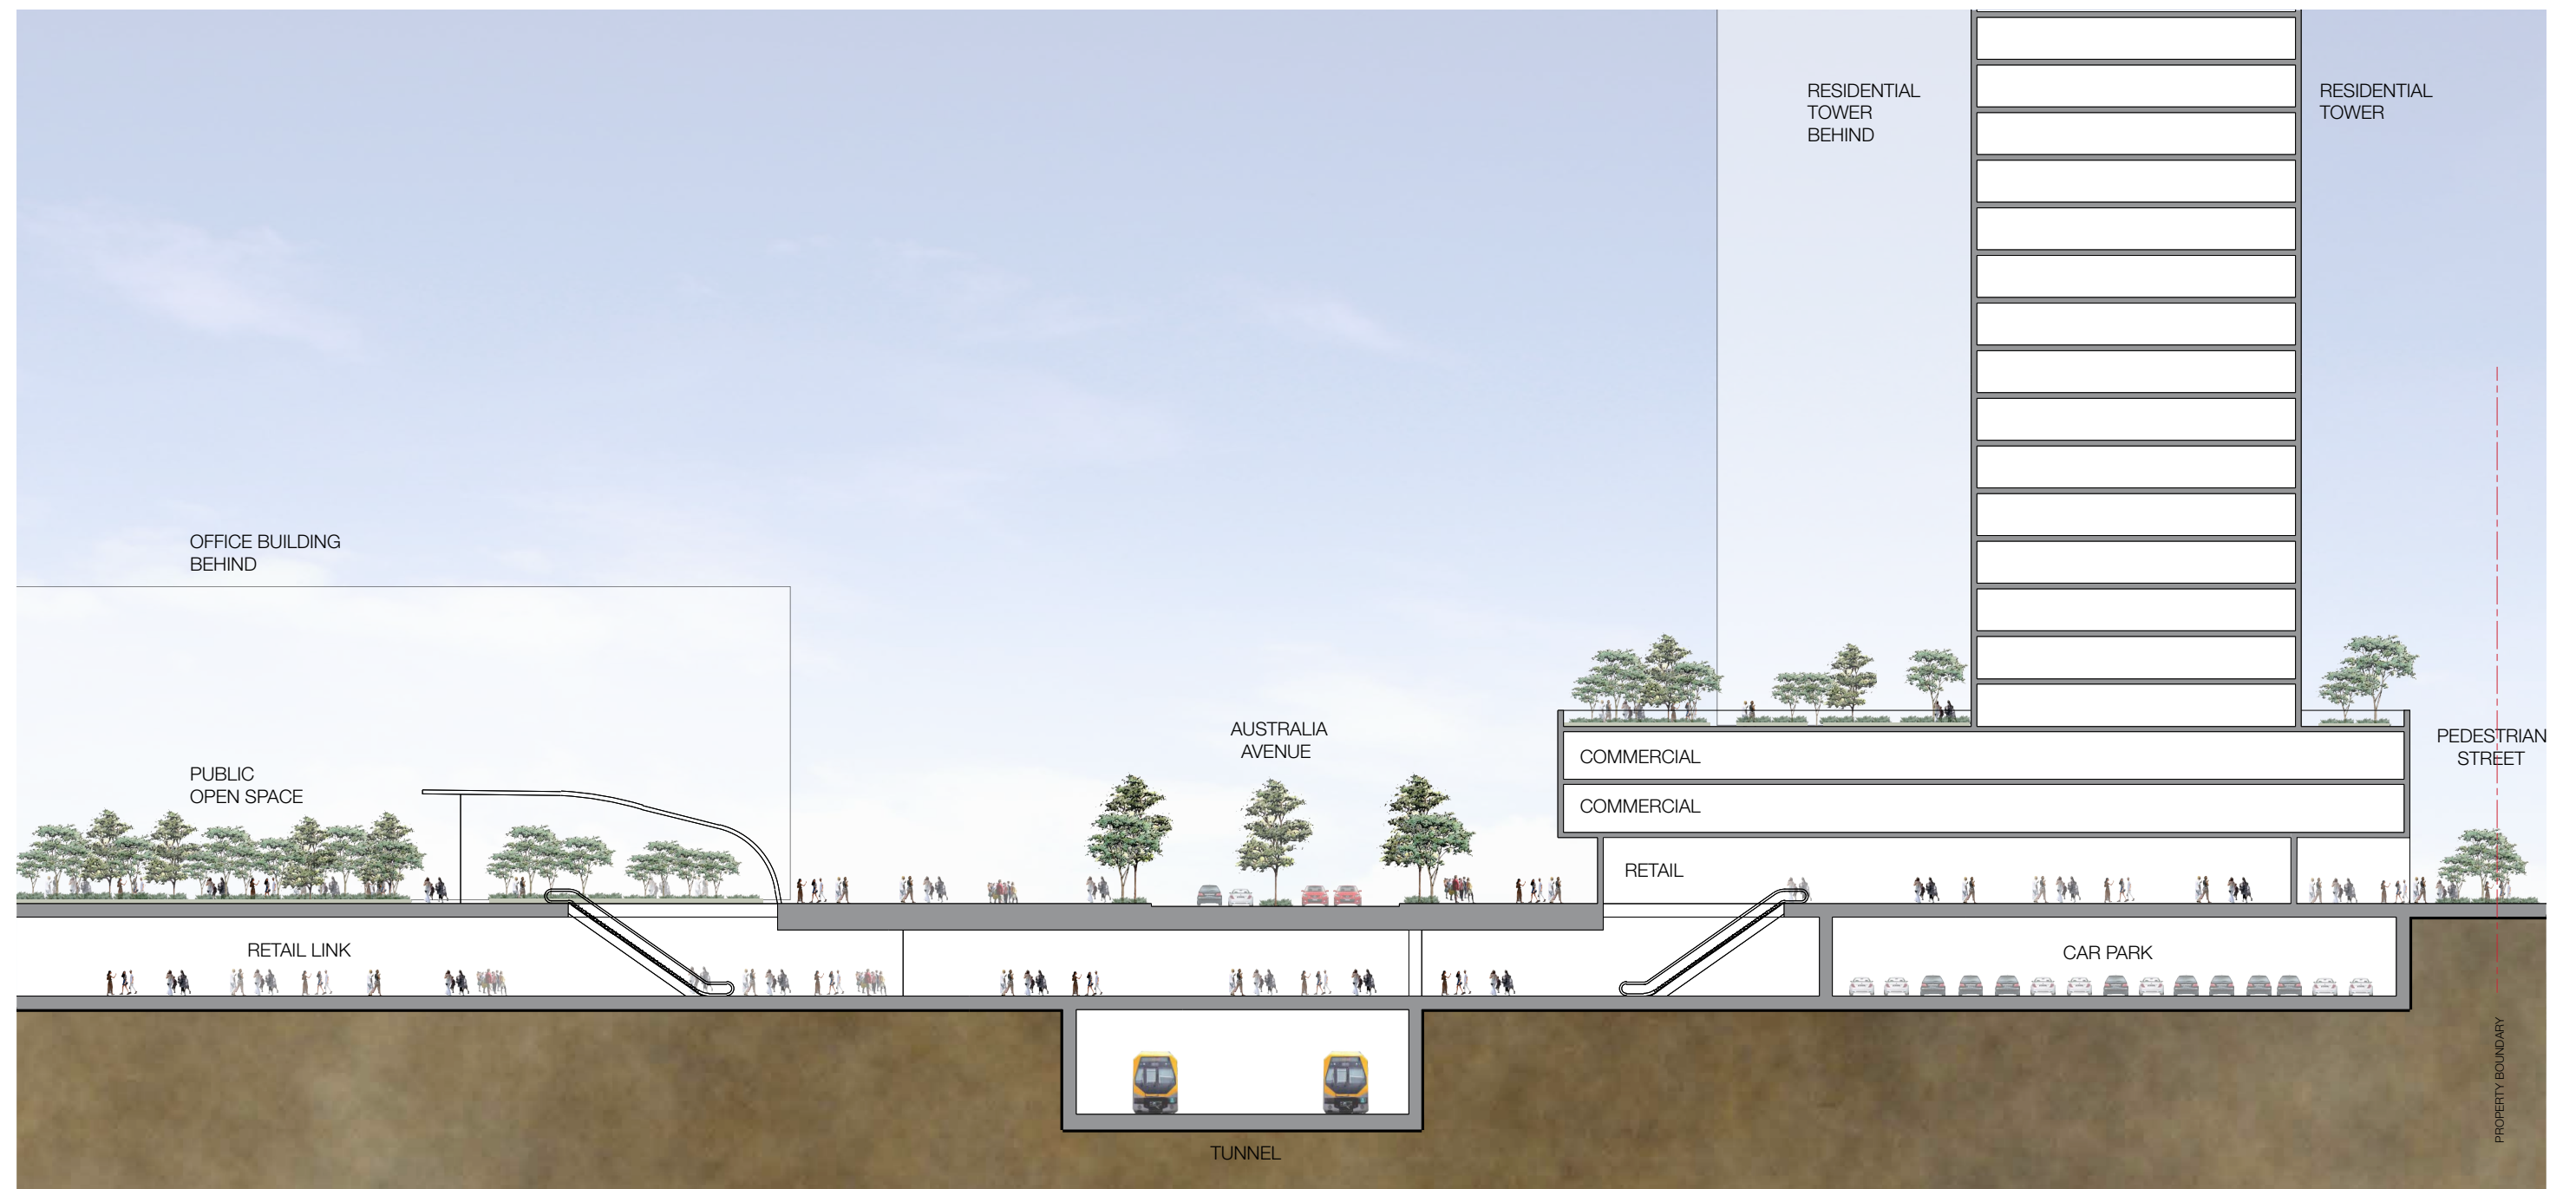 RESIDENTIAL
TOWER
BEHIND
RESIDENTIAL
TOWER
OFFICE BUILDING
BEHIND
PUBLIC
OPEN SPACE
AUSTRALIA
AVENUE
COMMERCIAL
COMMERCIAL
PEDESTRIAN
STREET
RETAIL
RETAIL LINK
CAR PARK
PROPERTY BOUNDARY
TUNNEL